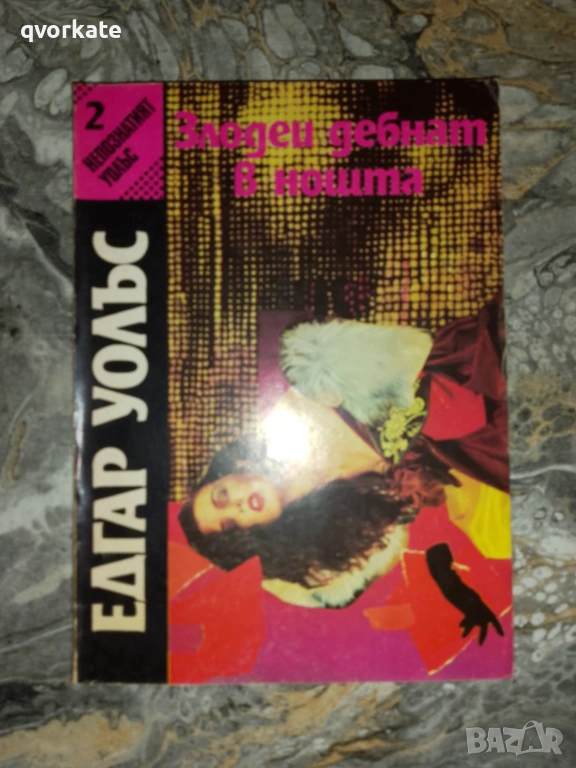 qvorkate
2
НЕПОЗНАТИЯТ
УОЛЪС
Злодеи дебнат
в нощта
ЕДГАР УОЛЪС
BAZAR